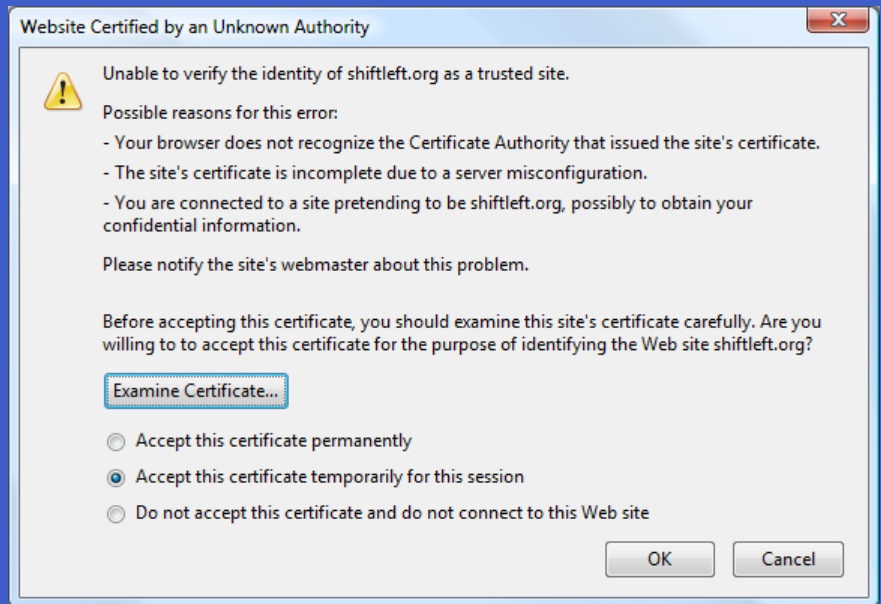 Website Certified by an Unknown Authority
Unable to verify the identity of shiftleft.org as a trusted site.
Possible reasons for this error:
- Your browser does not recognize the Certificate Authority that issued the site's certificate.
- The site's certificate is incomplete due to a server misconfiguration.
- You are connected to a site pretending to be shiftleft.org, possibly to obtain your
confidential information.
Please notify the site's webmaster about this problem.
Before accepting this certificate, you should examine this site's certificate carefully. Are you
willing to to accept this certificate for the purpose of identifying the Web site shiftleft.org?
Examine Certificate...
Accept this certificate permanently
Accept this certificate temporarily for this session
Do not accept this certificate and do not connect to this Web site
OK Cancel